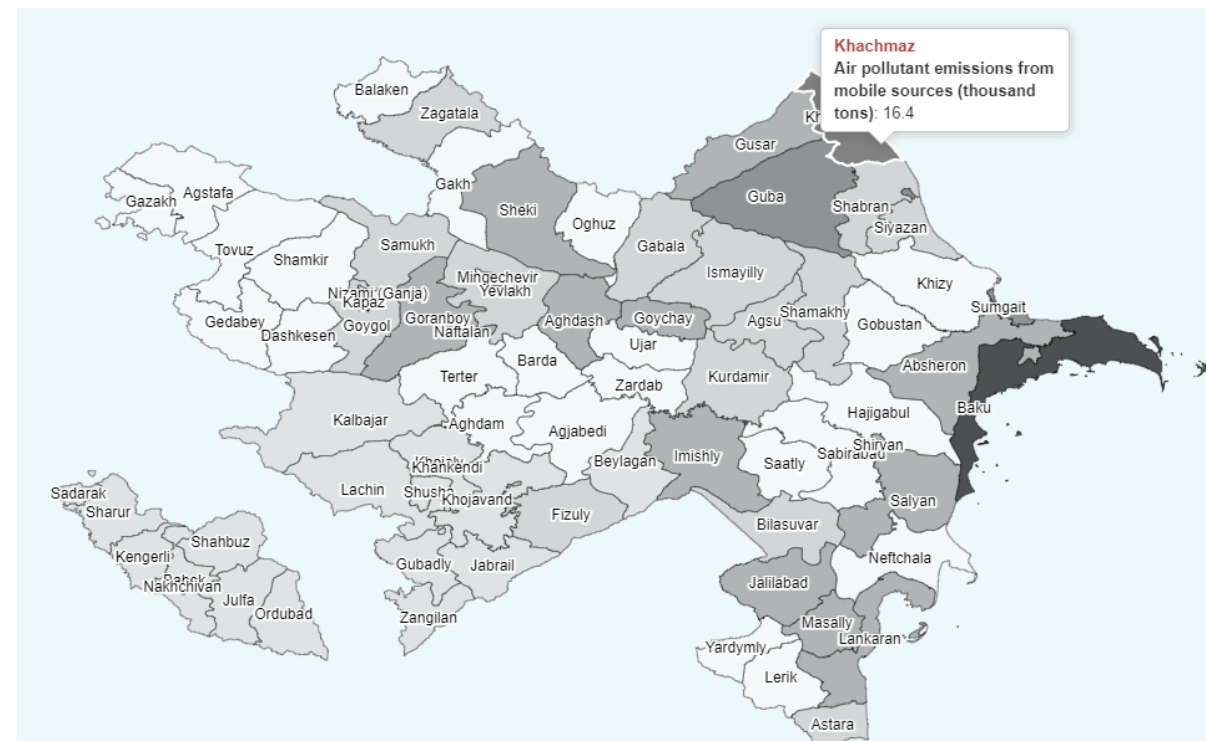 Khachmaz
Air pollutant emissions from
mobile sources (thousand
tons): 16.4
Balaken
Zagatala
Kh
Gusar
Gakh
Agstafa
Gazakh
Guba
Sheki
Shabran
Oghuz
Siyazan
Tovuz
Samukh
Gabala
Shamkir
Ismayilly
Mingechevir
Khizy
Yevlakh
Nizami (Ganja)
Kapaz
Sumgait
Shamakhy
Goranboy
Goychay
Aghdash
Agsu
Gedabey
Gobustan
Goygol
Naftalan
Dashkesen
Ujar
Barda
Absheron
Terter
Kurdamir
Zardab
Baku
Hajigabul
Kalbajar
Aghdam
Agjabedi
Shirvan
Imishly
Sabirabad
Beylagan
Saatly
Khojaly
Khankendi
Lachin
Shusha
Sadarak
Khojavand
Salyan
Sharur
Fizuly
Bilasuvar
Shahbuz
Kengerli
Neftchala
Gubadly
Jabrail
Babek
Jalilabad
Nakhchivan
Julfa
Ordubad
Zangilan
Masally
Lankaran
Yardymly
Lerik
Astara